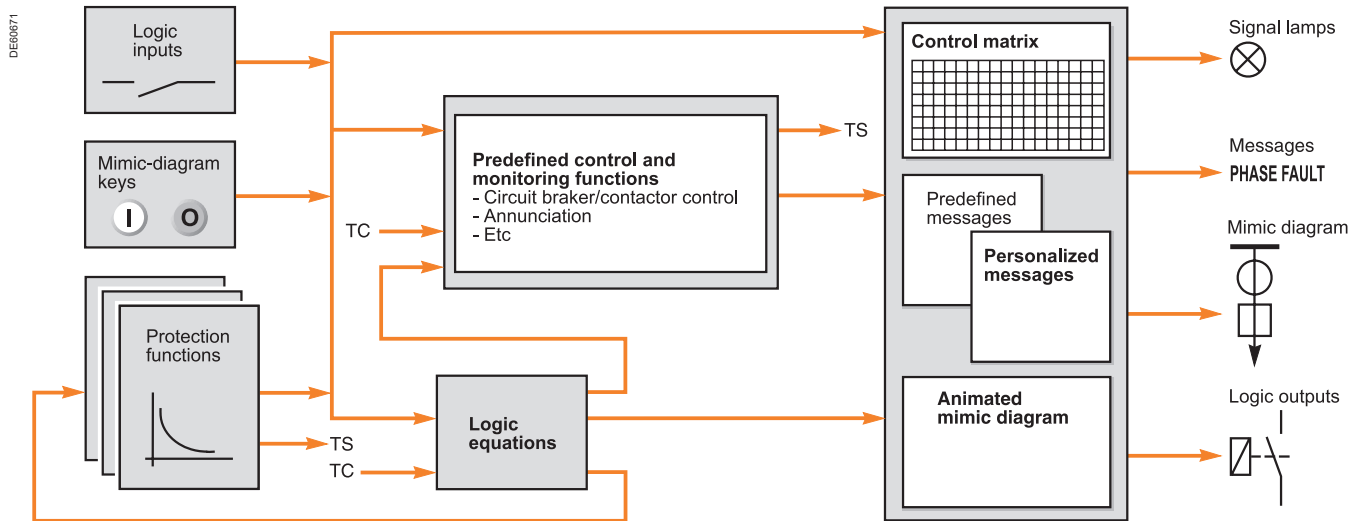 DE60671
Logic
inputs
Mimic-diagram
keys
I O
Protection
functions
TS
TC
Predefined control and
monitoring functions
- Circuit braker/contactor control
- Annunciation
- Etc
TC
TS
Logic
equations
Control matrix
Predefined
messages
Personalized
messages
Animated
mimic diagram
Signal lamps
Messages
PHASE FAULT
Mimic diagram
Logic outputs